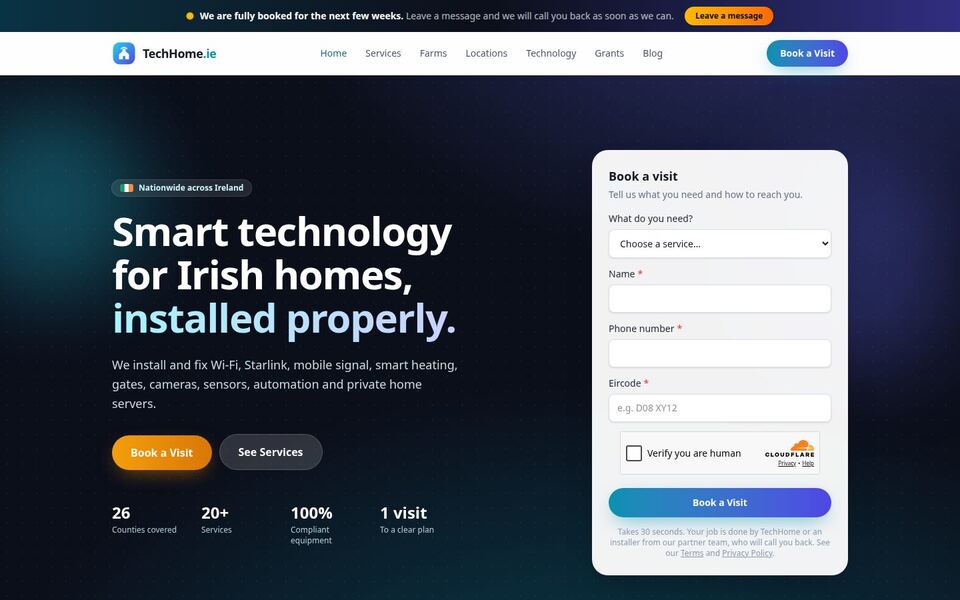 We are fully booked for the next few weeks. Leave a message and we will call you back as soon as we can. Leave a message
TechHome.ie Home Services Farms Locations Technology Grants Blog Book a Visit
Nationwide across Ireland
Smart technology
for Irish homes,
installed properly.
We install and fix Wi-Fi, Starlink, mobile signal, smart heating,
gates, cameras, sensors, automation and private home
servers.
Book a Visit See Services
26 20+ 100% 1 visit
Counties covered Services Compliant To a clear plan
equipment
Book a visit
Tell us what you need and how to reach you.
What do you need?
Choose a service...
Name *
Phone number *
Eircode *
e.g. D08 XY12
Verify you are human
CLOUDFLARE
Privacy • Help
Book a Visit
Takes 30 seconds. Your job is done by TechHome or an
installer from our partner team, who will call you back. See
our Terms and Privacy Policy.